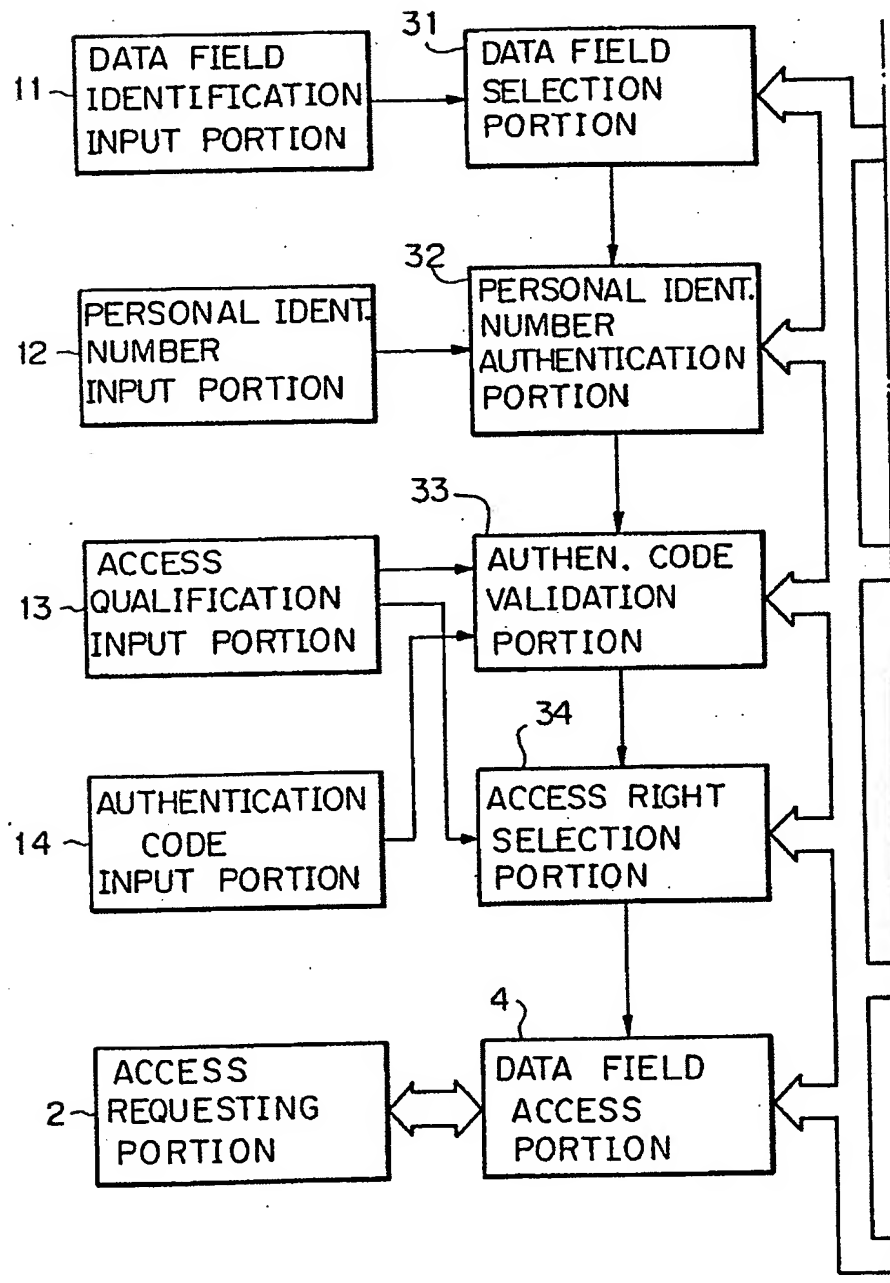 31
11
DATA FIELD
IDENTIFICATION
INPUT PORTION
DATA FIELD
SELECTION
PORTION
32
12
PERSONAL IDENT.
NUMBER
INPUT PORTION
PERSONAL IDENT.
NUMBER
AUTHENTICATION
PORTION
33
13
ACCESS
QUALIFICATION
INPUT PORTION
AUTHEN. CODE
VALIDATION
PORTION
34
14
AUTHENTICATION
CODE
INPUT PORTION
ACCESS RIGHT
SELECTION
PORTION
4
2
ACCESS
REQUESTING
PORTION
DATA FIELD
ACCESS
PORTION